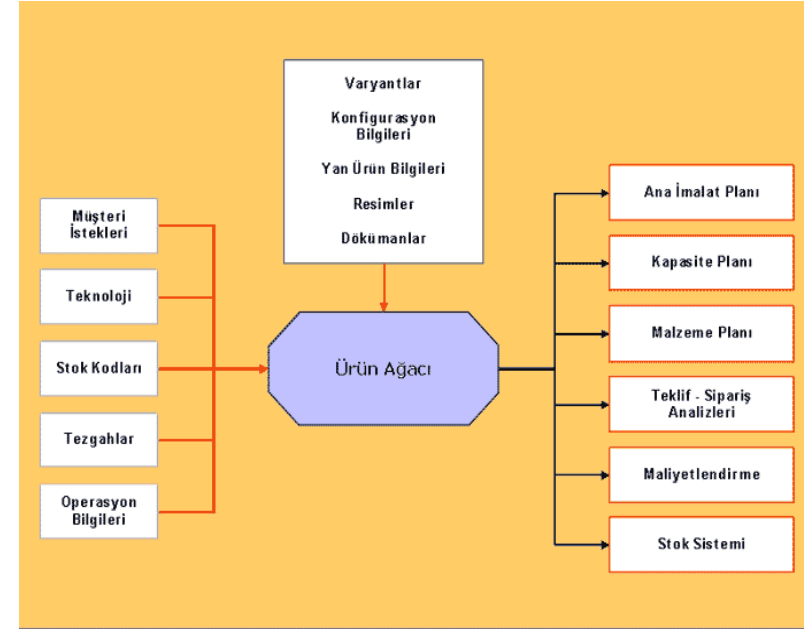 Varyantlar
Konfigurasyon
Bilgileri
Yan Ürün Bilgileri
Resimler
Dökümanlar
Müşteri
İstekleri
Teknoloji
Stok Kodları
Tezgahlar
Operasyon
Bilgileri
Ürün Ağacı
Ana İmalat Planı
Kapasite Planı
Malzeme Planı
Teklif - Sipariş
Analizleri
Maliyetlendirme
Stok Sistemi